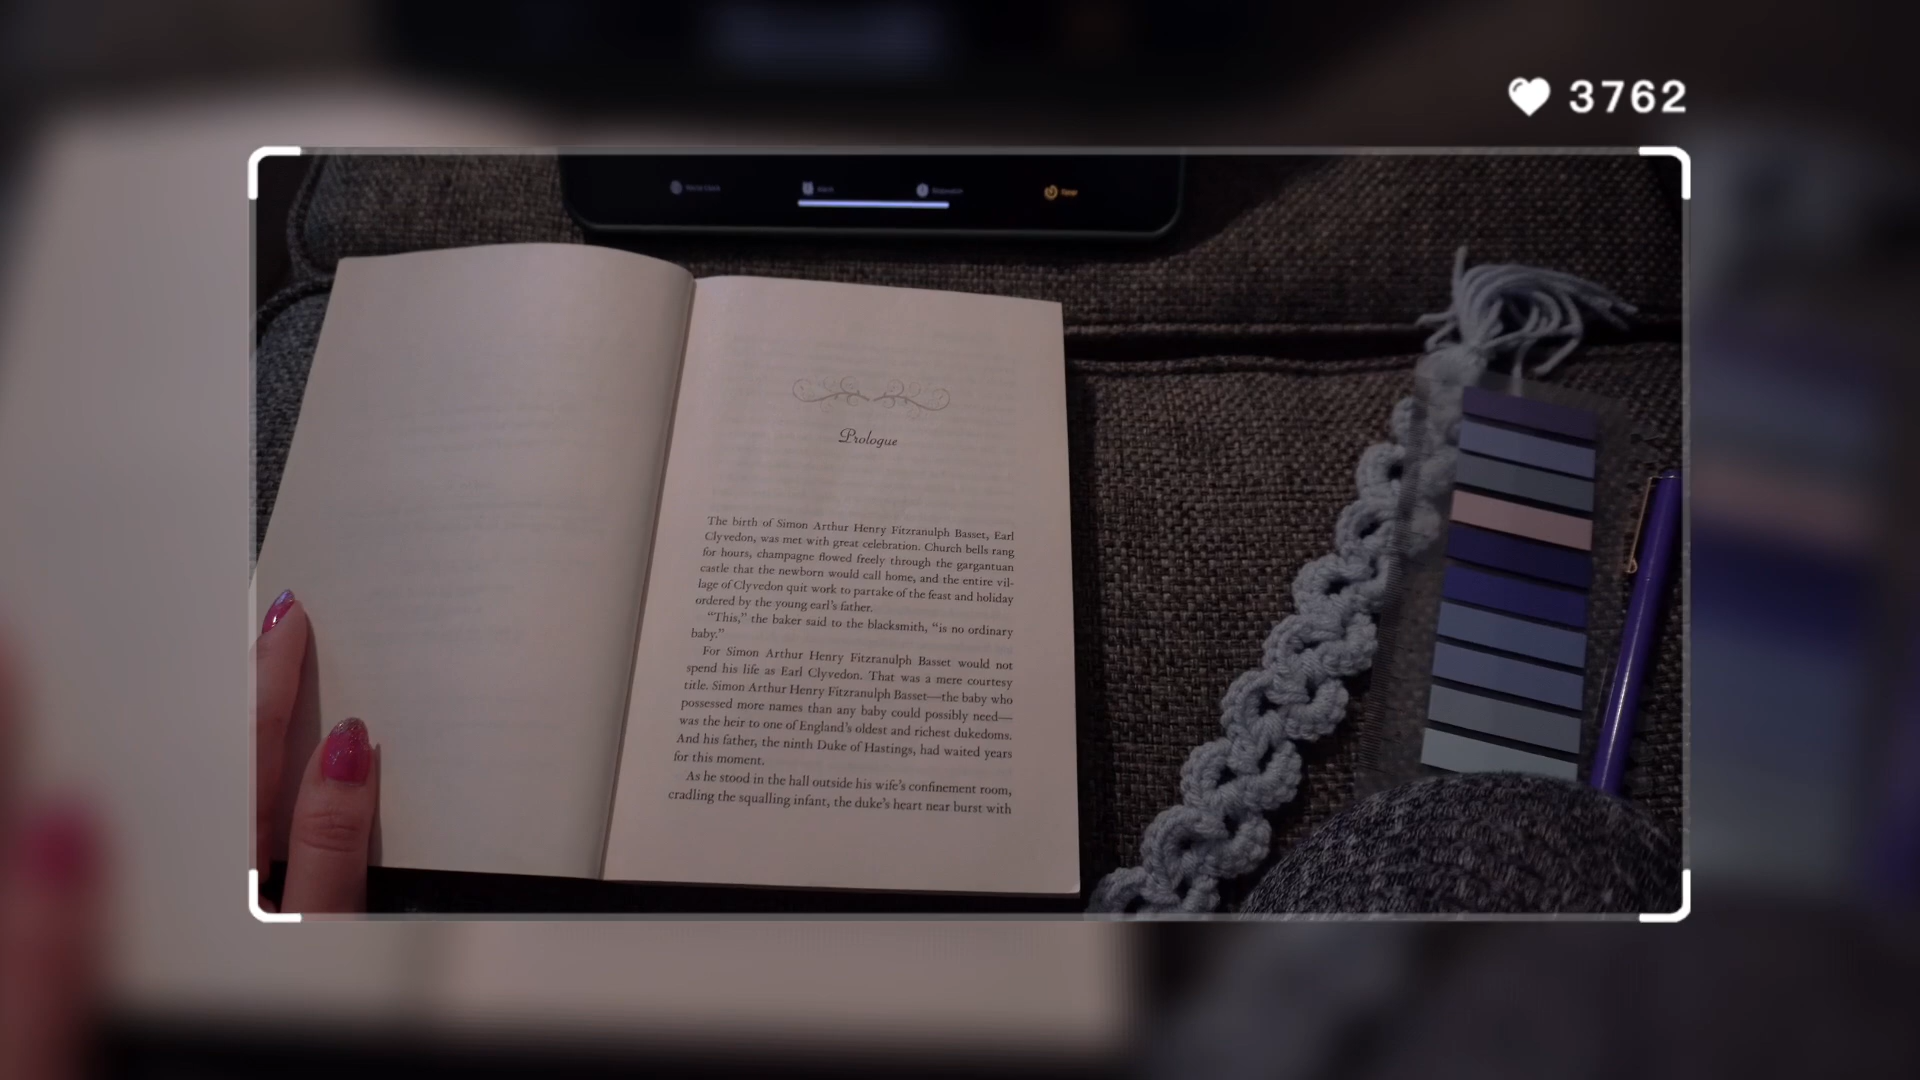 3762
Timer
Prologue
The birth of Simon Arthur Henry Fitzranulph Basset, Earl
Clyvedon, was met with great celebration. Church bells rang
for hours, champagne flowed freely through the gargantuan
castle that the newborn would call home, and the entire vil-
lage of Clyvedon quit work to partake of the feast and holiday
ordered by the young earl’s father.
“This,” the baker said to the blacksmith, “is no ordinary
baby.”
For Simon Arthur Henry Fitzranulph Basset would not
spend his life as Earl Clyvedon. That was a mere courtesy
title. Simon Arthur Henry Fitzranulph Basset—the baby who
possessed more names than any baby could possibly need—
was the heir to one of England’s oldest and richest dukedoms.
And his father, the ninth Duke of Hastings, had waited years
for this moment.
As he stood in the hall outside his wife’s confinement room,
cradling the squalling infant, the duke’s heart near burst with